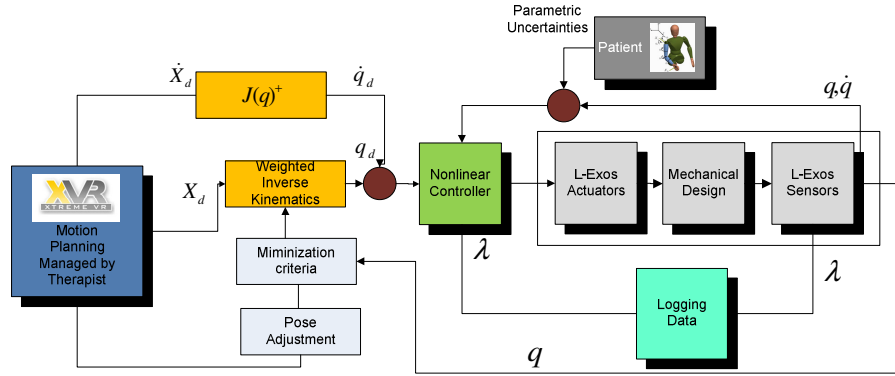 Parametric
Uncertainties
Patient
Ẋ_d
J(q)⁺
q̇_d
q,q̇
q_d
XVR
XTREME VR
Motion
Planning
Managed by
Therapist
X_d
Weighted
Inverse
Kinematics
Nonlinear
Controller
L-Exos
Actuators
Mechanical
Design
L-Exos
Sensors
Miminization
criteria
λ
λ
Pose
Adjustment
Logging
Data
q